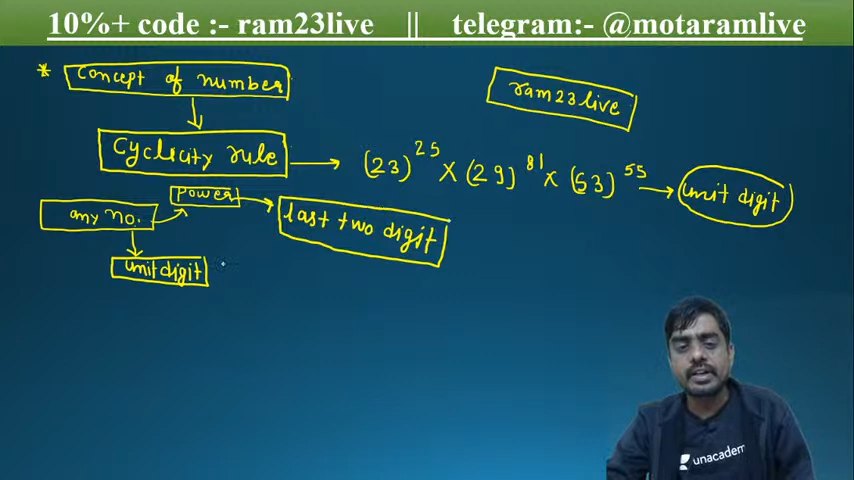 10%+ code :- ram23live || telegram:- @motaramlive
* Concept of number
ram23live
Cyclicity rule → (23)^25 × (29)^81 × (53)^55 → unit digit
any no. → power → last two digit
unit digit
unacadem